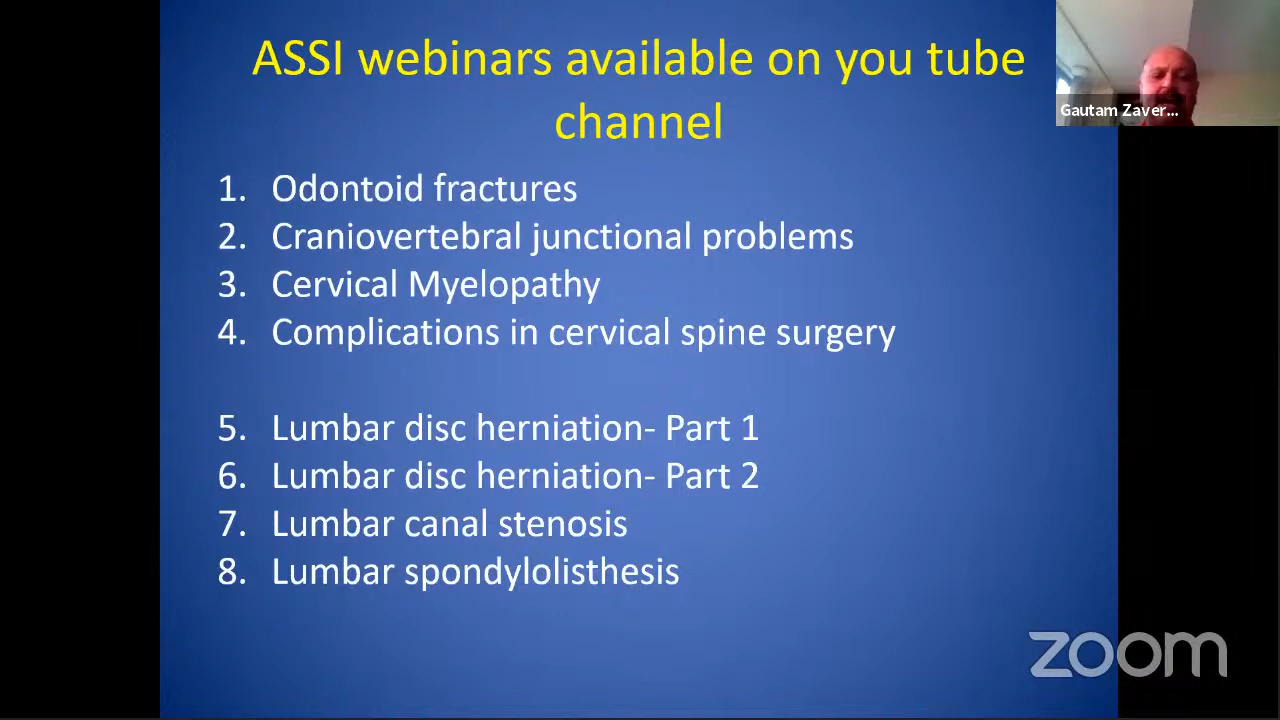 ASSI webinars available on you tube
channel
Gautam Zaver...
1. Odontoid fractures
2. Craniovertebral junctional problems
3. Cervical Myelopathy
4. Complications in cervical spine surgery
5. Lumbar disc herniation- Part 1
6. Lumbar disc herniation- Part 2
7. Lumbar canal stenosis
8. Lumbar spondylolisthesis
zoom